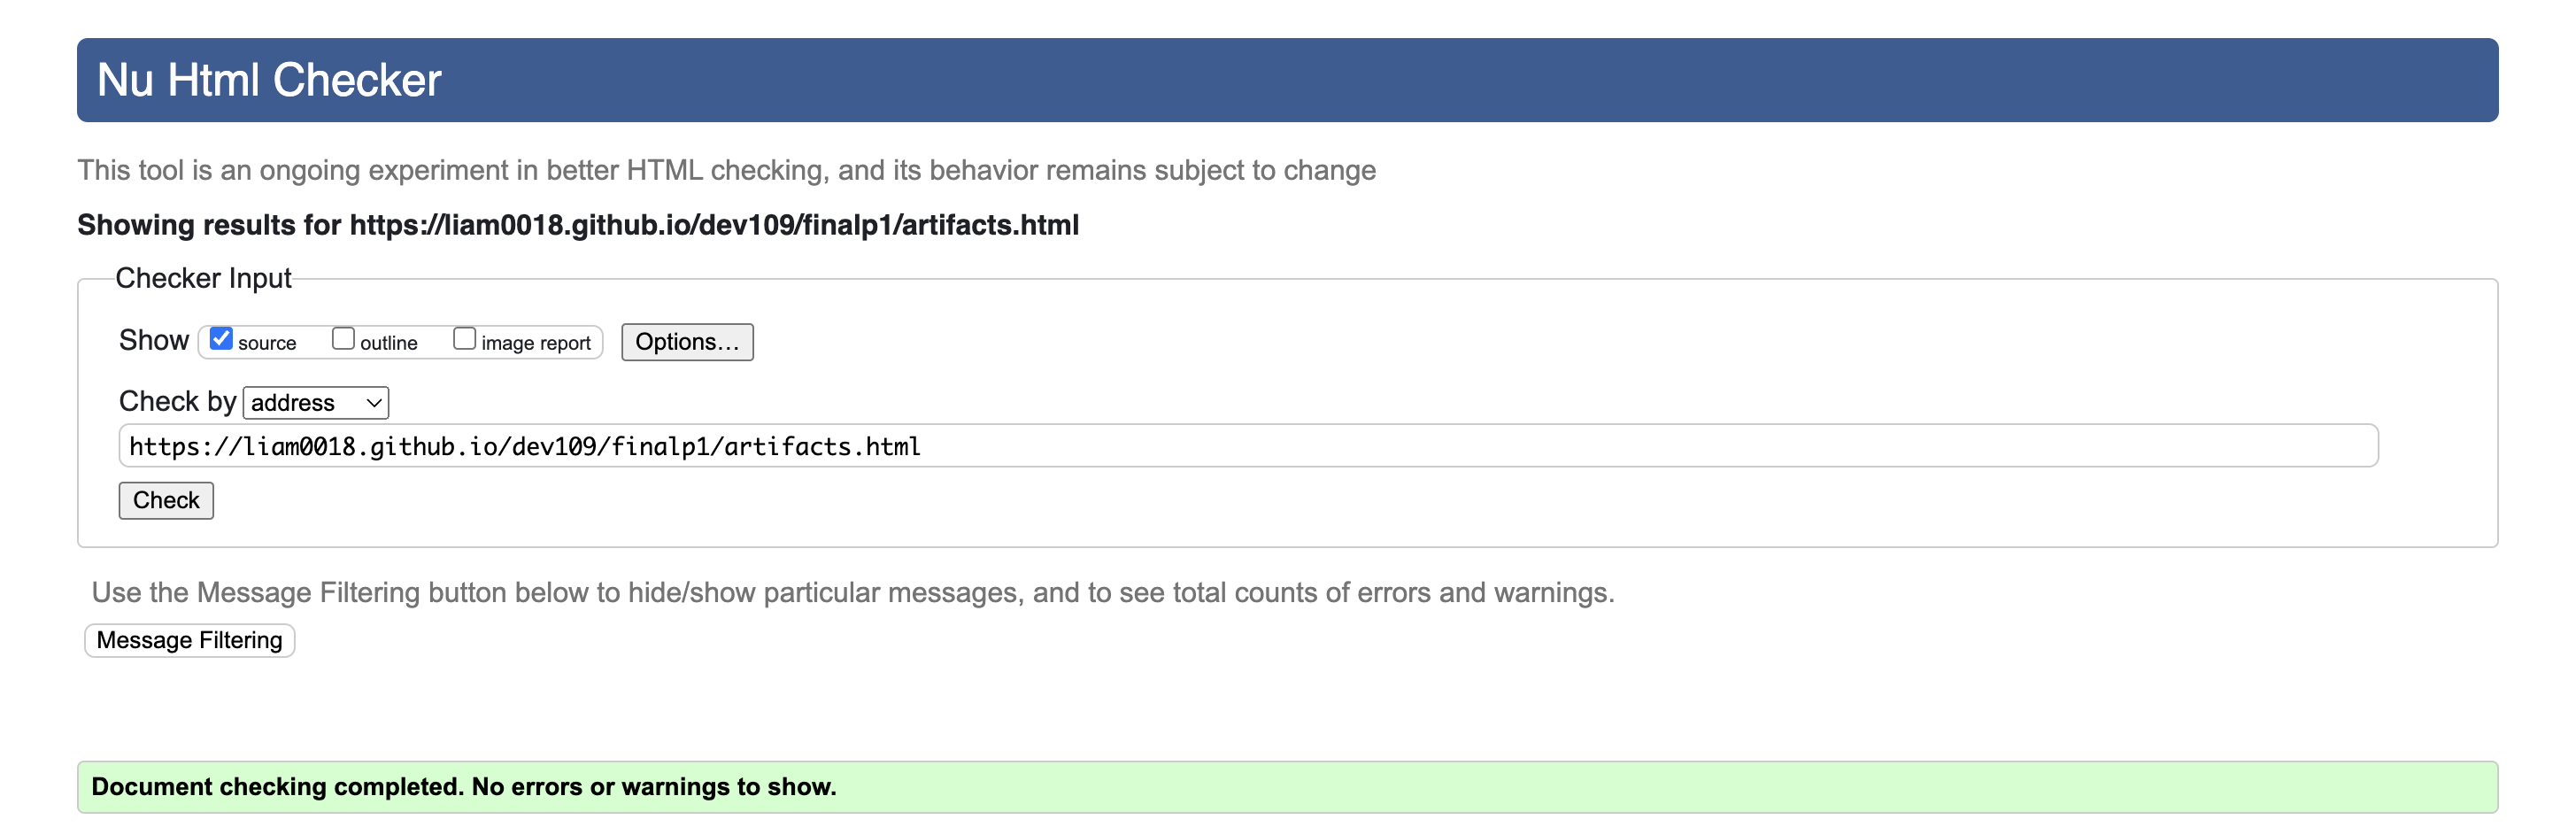 Nu Html Checker
This tool is an ongoing experiment in better HTML checking, and its behavior remains subject to change
Showing results for https://liam0018.github.io/dev109/finalp1/artifacts.html
Checker Input
Show source outline image report Options…
Check by address
https://liam0018.github.io/dev109/finalp1/artifacts.html
Check
Use the Message Filtering button below to hide/show particular messages, and to see total counts of errors and warnings.
Message Filtering
Document checking completed. No errors or warnings to show.